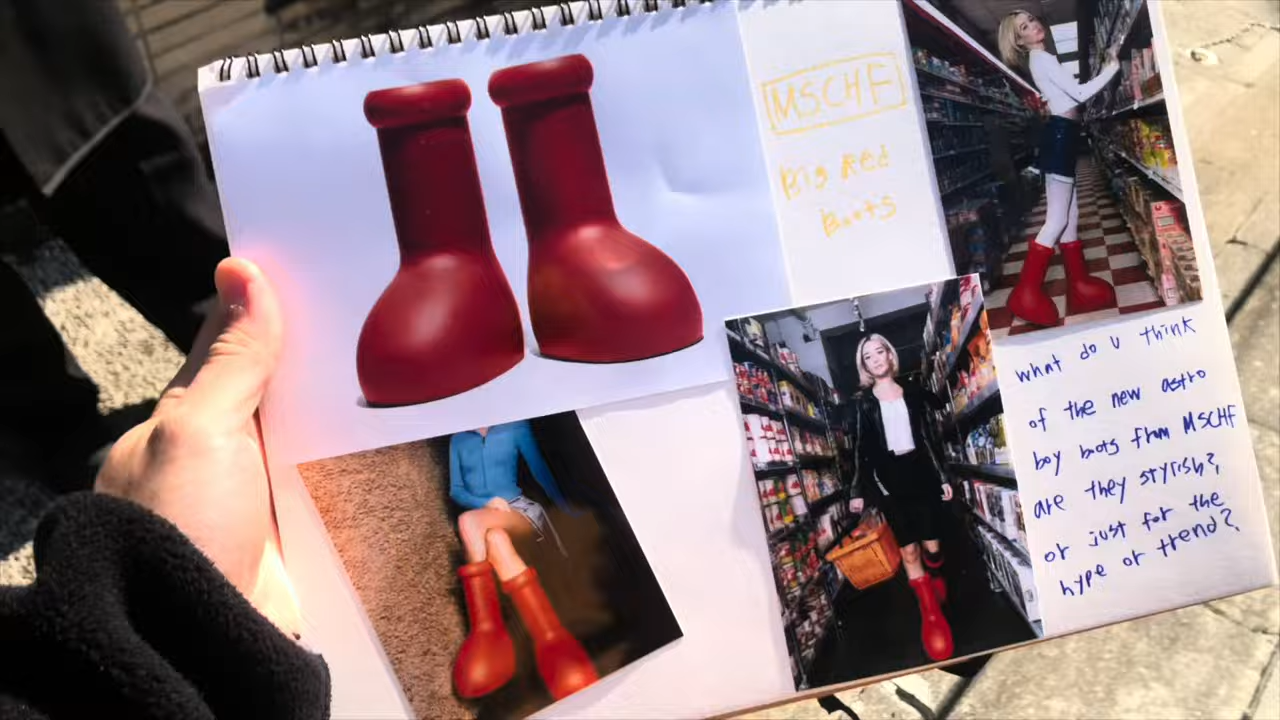 MSCHF
Big Red
Boots
what do u think
of the new astro
boy boots from MSCHF
are they stylish?,
or just for the
hype or trend?